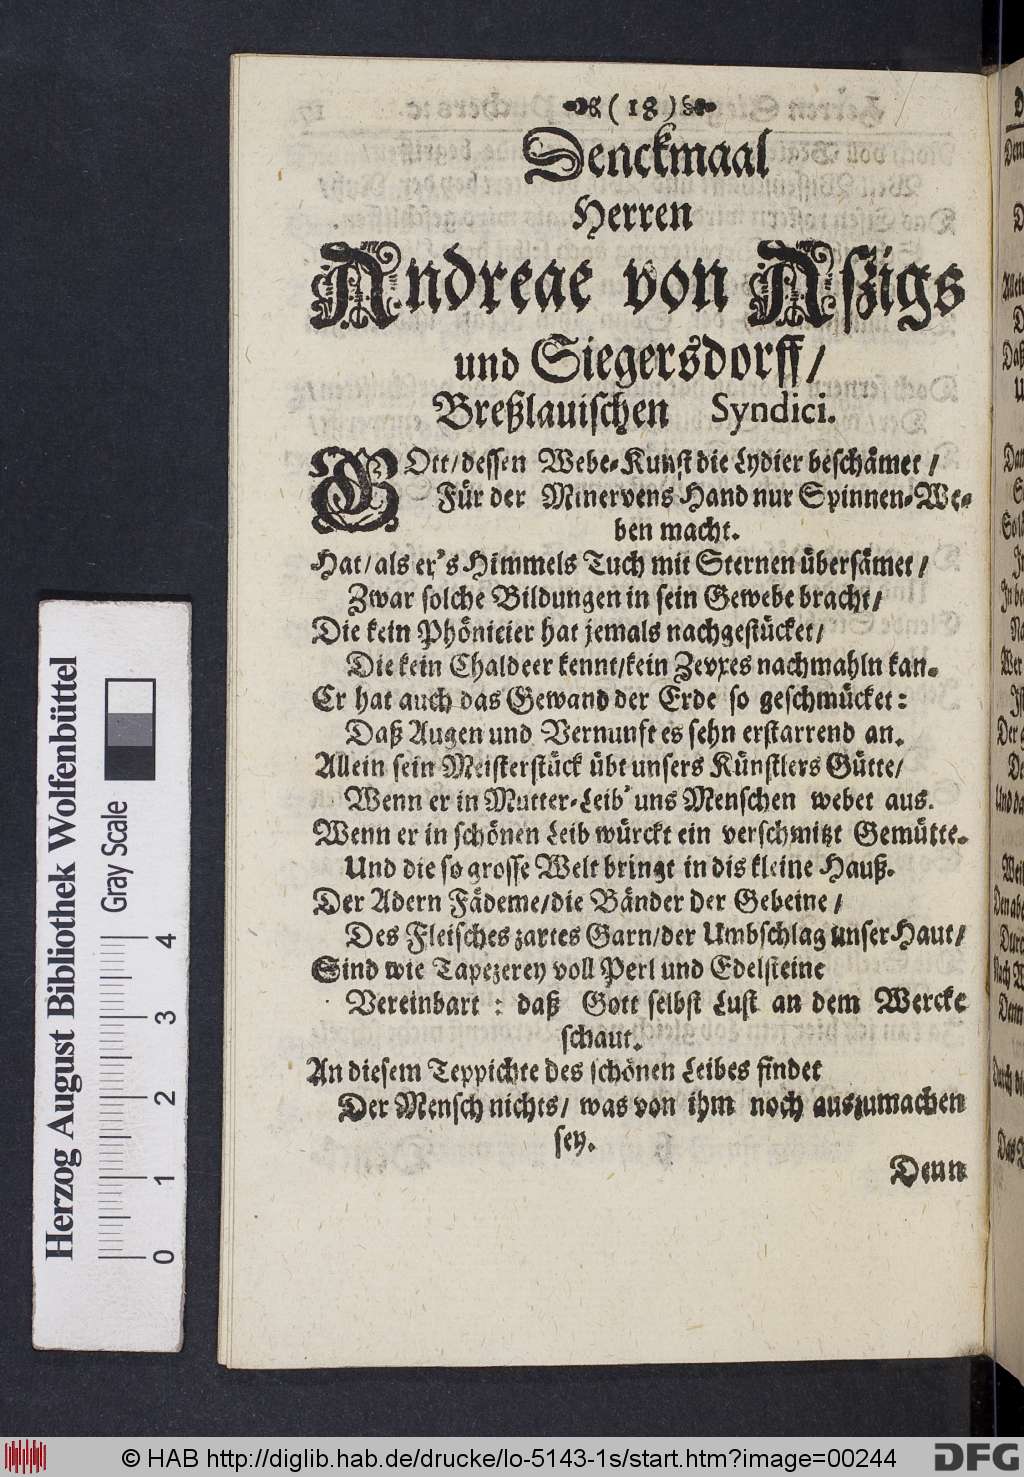 ( 18 )
Denckmaal
Herren
Andreae von Aßigs
und Siegersdorff/
Breßlauischen Syndici.
GOtt/dessen Webe-Kunst die Lydier beschämet/
Für der Minervens Hand nur Spinnen-We-
ben macht.
Hat/als er's Himmels Tuch mit Sternen übersämet/
Zwar solche Bildungen in sein Gewebe bracht/
Die kein Phönicier hat jemals nachgestücket/
Die kein Chaldeer kennt/kein Zevxes nachmahln kan.
Er hat auch das Gewand der Erde so geschmücket:
Daß Augen und Vernunft es sehn erstarrend an.
Allein sein Meisterstück übt unsers Künstlers Gütte/
Wenn er in Mutter-Leib' uns Menschen webet aus.
Wenn er in schönen Leib würckt ein verschmitzt Gemütte.
Und die so grosse Welt bringt in dis kleine Hauß.
Der Adern Fädeme/die Bänder der Gebeine/
Des Fleisches zartes Garn/der Umbschlag unser Haut/
Sind wie Tapezerey voll Perl und Edelsteine
Vereinbart: daß Gott selbst Lust an dem Wercke
schaut.
An diesem Teppichte des schönen Leibes findet
Der Mensch nichts/ was von ihm noch auszumachen
sey.
Denn
Herzog August Bibliothek Wolfenbüttel
Gray Scale
0 1 2 3 4
© HAB http://diglib.hab.de/drucke/lo-5143-1s/start.htm?image=00244
DFG